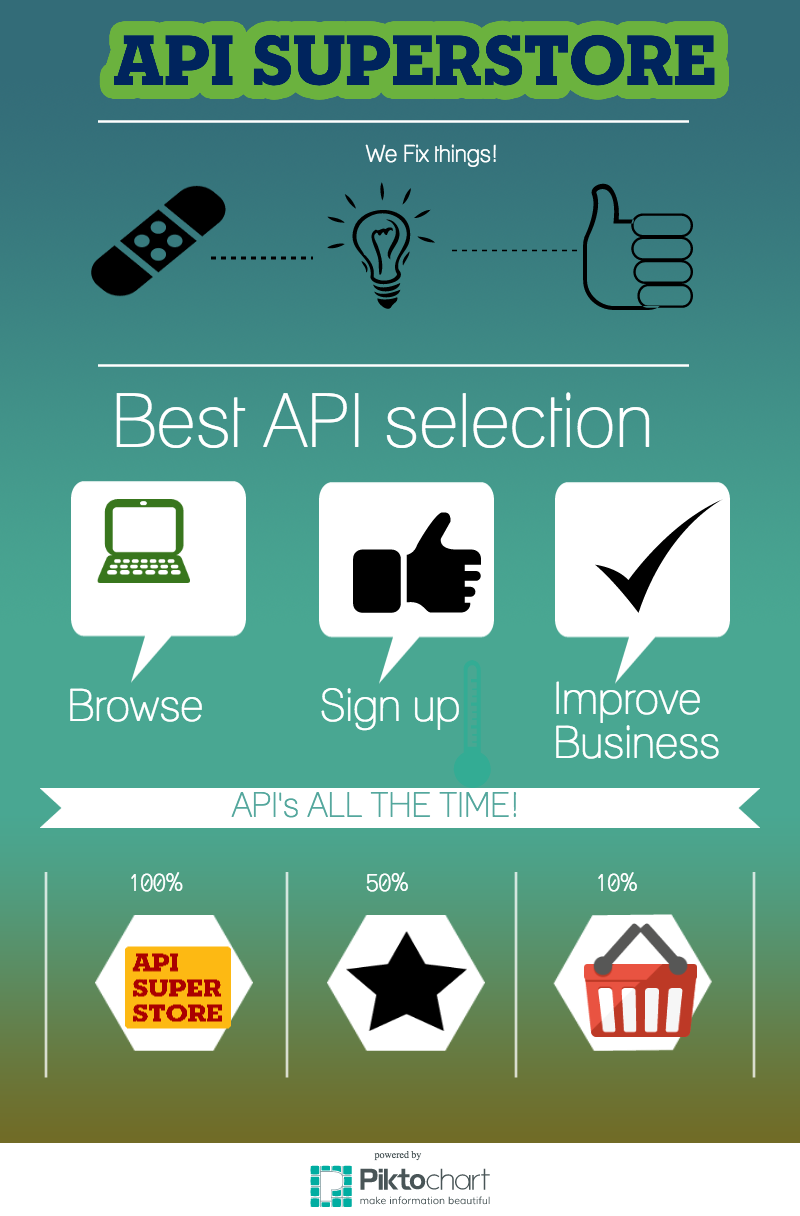 API SUPERSTORE
We Fix things!
Best API selection
Browse
Sign up
Improve
Business
API's ALL THE TIME!
100%
50%
10%
API
SUPER
STORE
powered by
Piktochart
make information beautiful